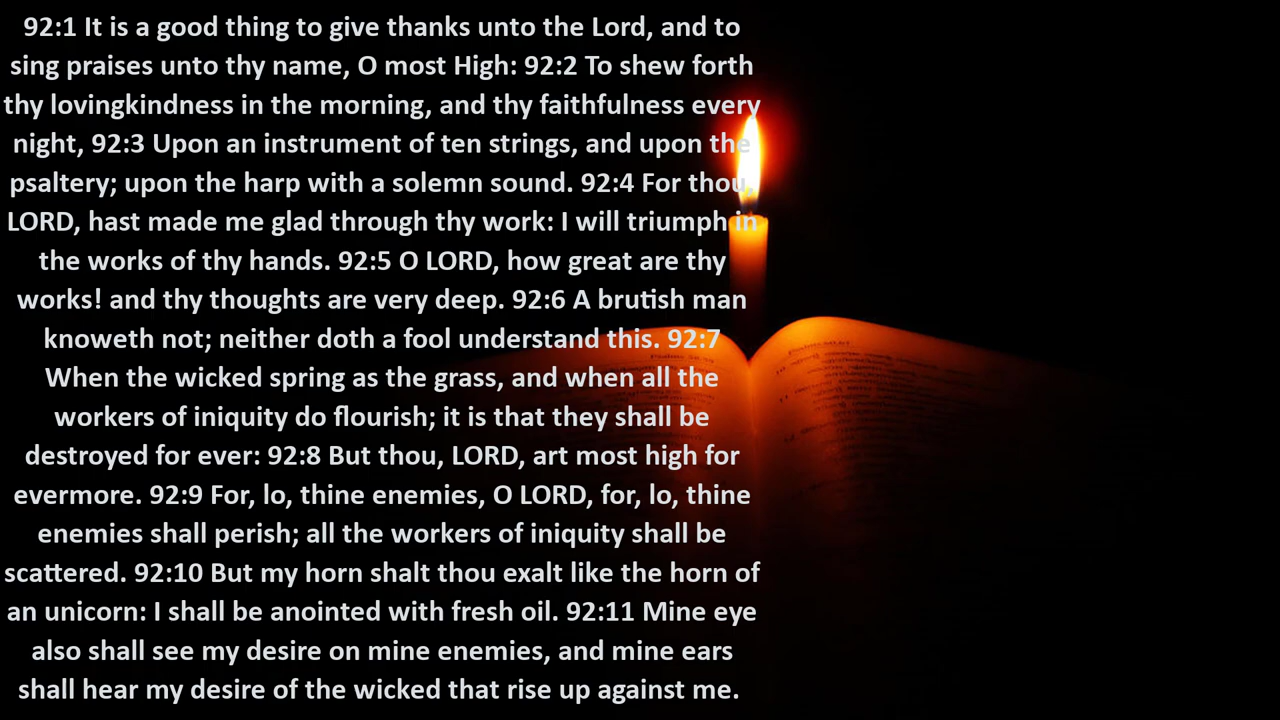 92:1 It is a good thing to give thanks unto the Lord, and to
sing praises unto thy name, O most High: 92:2 To shew forth
thy lovingkindness in the morning, and thy faithfulness every
night, 92:3 Upon an instrument of ten strings, and upon the
psaltery; upon the harp with a solemn sound. 92:4 For thou,
LORD, hast made me glad through thy work: I will triumph in
the works of thy hands. 92:5 O LORD, how great are thy
works! and thy thoughts are very deep. 92:6 A brutish man
knoweth not; neither doth a fool understand this. 92:7
When the wicked spring as the grass, and when all the
workers of iniquity do flourish; it is that they shall be
destroyed for ever: 92:8 But thou, LORD, art most high for
evermore. 92:9 For, lo, thine enemies, O LORD, for, lo, thine
enemies shall perish; all the workers of iniquity shall be
scattered. 92:10 But my horn shalt thou exalt like the horn of
an unicorn: I shall be anointed with fresh oil. 92:11 Mine eye
also shall see my desire on mine enemies, and mine ears
shall hear my desire of the wicked that rise up against me.